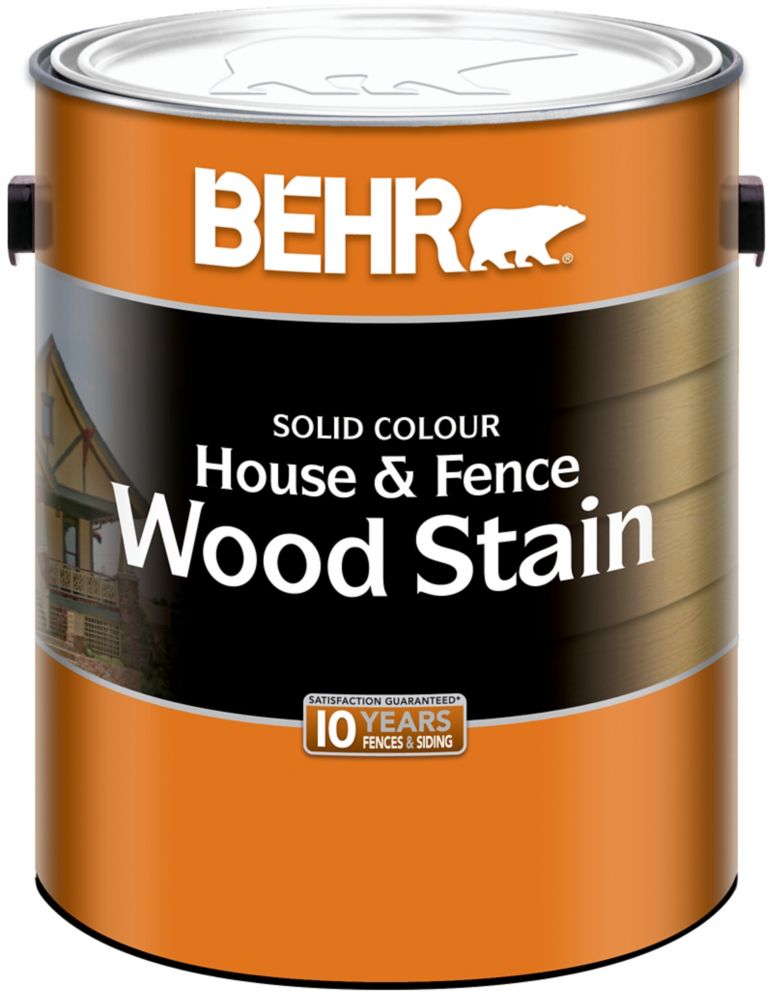 BEHR®
SOLID COLOUR
House & Fence
Wood Stain
SATISFACTION GUARANTEED*
10 YEARS
FENCES & SIDING